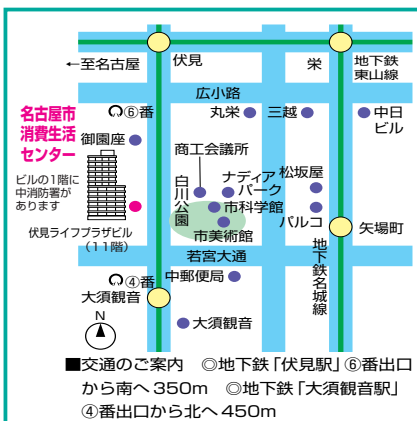 ←至名古屋
伏見
栄
地下鉄
東山線
広小路
名古屋市
消費生活
センター
⑥番
丸栄
三越
中日
ビル
御園座
商工会議所
ビルの1階に
中消防署が
あります
白川公園
ナディア
パーク
松坂屋
市科学館
パルコ
矢場町
伏見ライフプラザビル
(11階)
市美術館
若宮大通
地下鉄名城線
④番
中郵便局
大須観音
N
大須観音
■交通のご案内 ◎地下鉄「伏見駅」⑥番出口
から南へ350m ◎地下鉄「大須観音駅」
④番出口から北へ450m